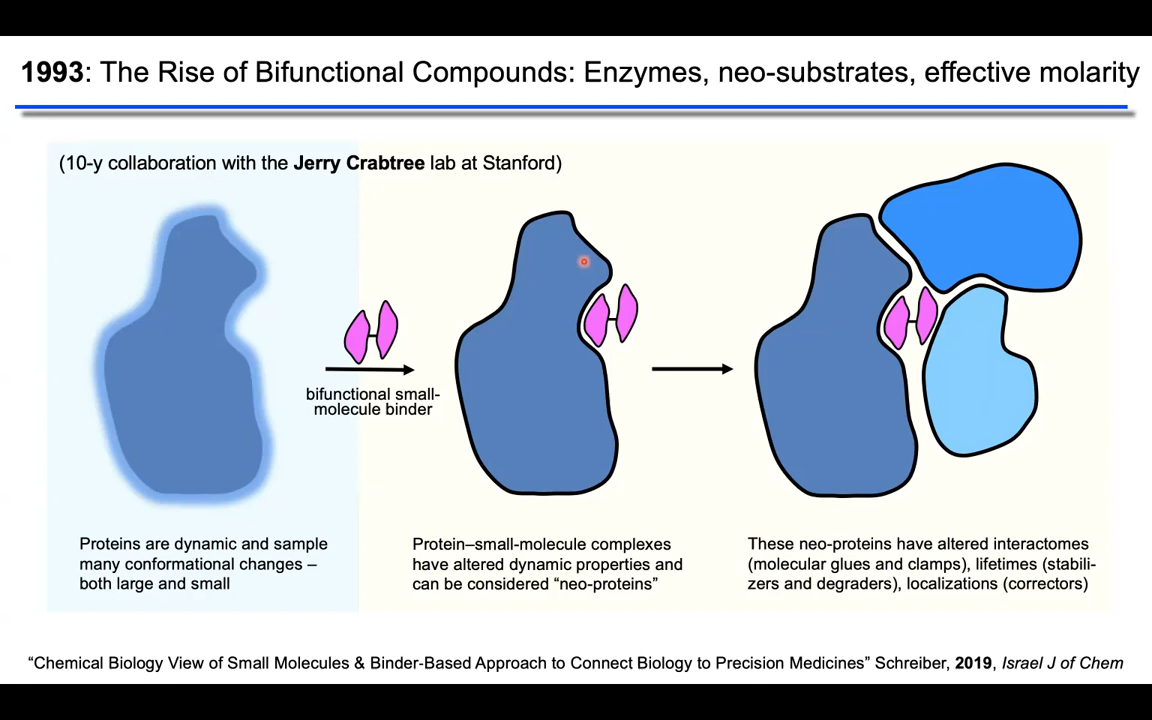 1993: The Rise of Bifunctional Compounds: Enzymes, neo-substrates, effective molarity
(10-y collaboration with the Jerry Crabtree lab at Stanford)
bifunctional small-
molecule binder
Proteins are dynamic and sample
many conformational changes –
both large and small
Protein–small-molecule complexes
have altered dynamic properties and
can be considered “neo-proteins”
These neo-proteins have altered interactomes
(molecular glues and clamps), lifetimes (stabili-
zers and degraders), localizations (correctors)
“Chemical Biology View of Small Molecules & Binder-Based Approach to Connect Biology to Precision Medicines” Schreiber, 2019, Israel J of Chem